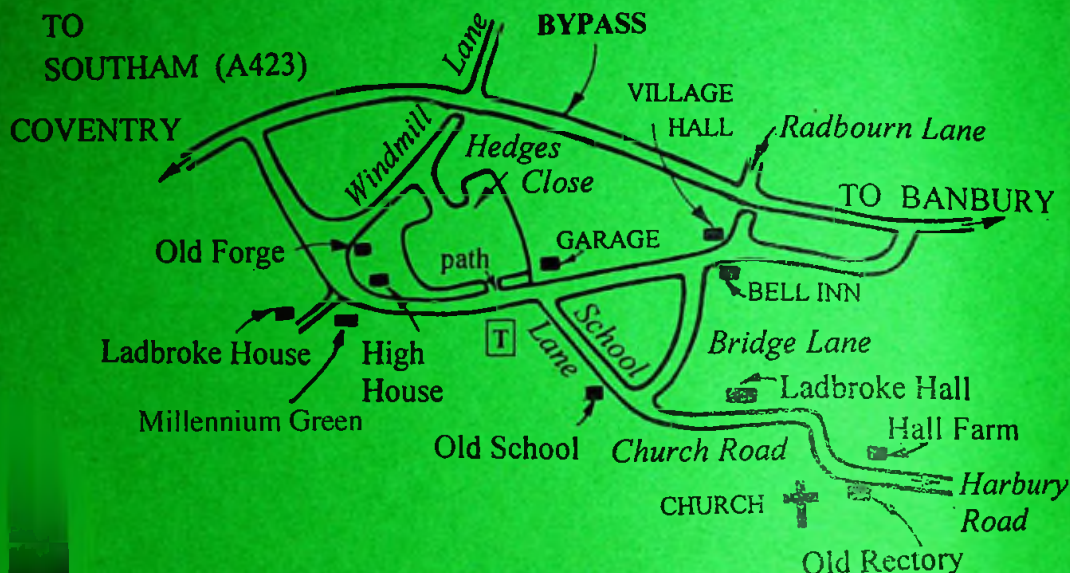 TO
SOUTHAM (A423)
COVENTRY
Lane
BYPASS
VILLAGE
HALL
Radbourn Lane
TO BANBURY
Windmill
Hedges
Close
Old Forge
path
GARAGE
BELL INN
Ladbroke House
High
House
T
School
Lane
Bridge Lane
Millennium Green
Ladbroke Hall
Old School
Church Road
Hall Farm
CHURCH
Harbury
Road
Old Rectory